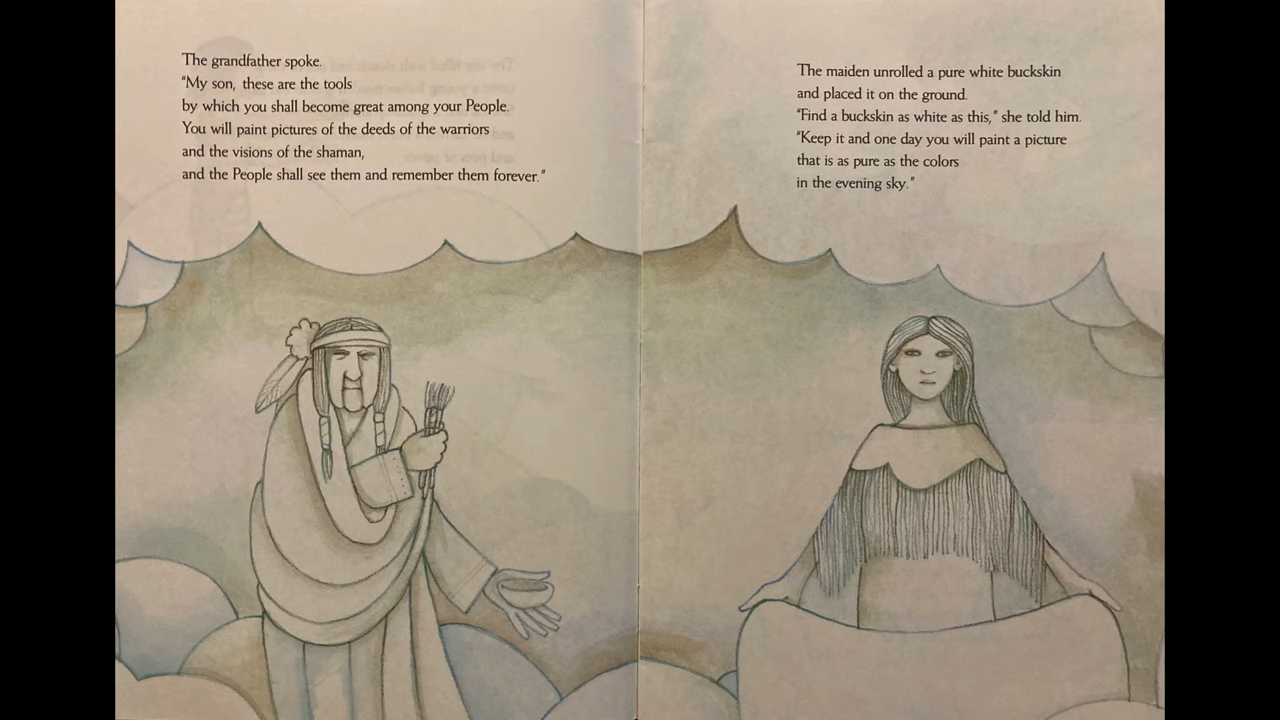 The grandfather spoke.
"My son, these are the tools
by which you shall become great among your People.
You will paint pictures of the deeds of the warriors
and the visions of the shaman,
and the People shall see them and remember them forever."
The maiden unrolled a pure white buckskin
and placed it on the ground.
"Find a buckskin as white as this," she told him.
"Keep it and one day you will paint a picture
that is as pure as the colors
in the evening sky."